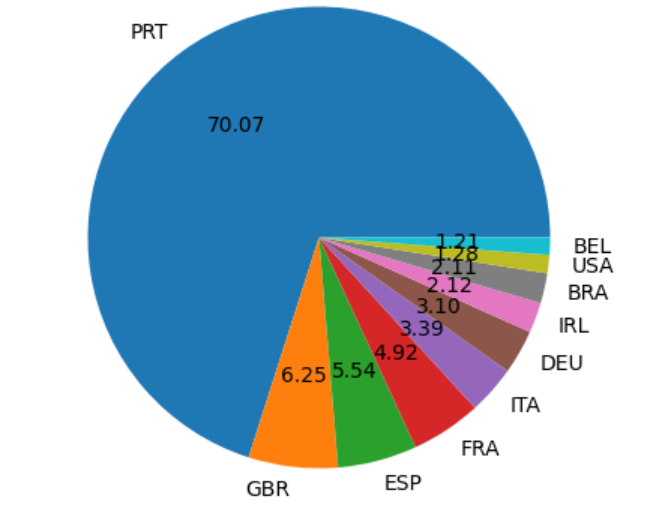 PRT
70.07
1.21
BEL
1.28
USA
2.11
BRA
2.12
IRL
3.10
DEU
3.39
ITA
4.92
FRA
5.54
ESP
6.25
GBR